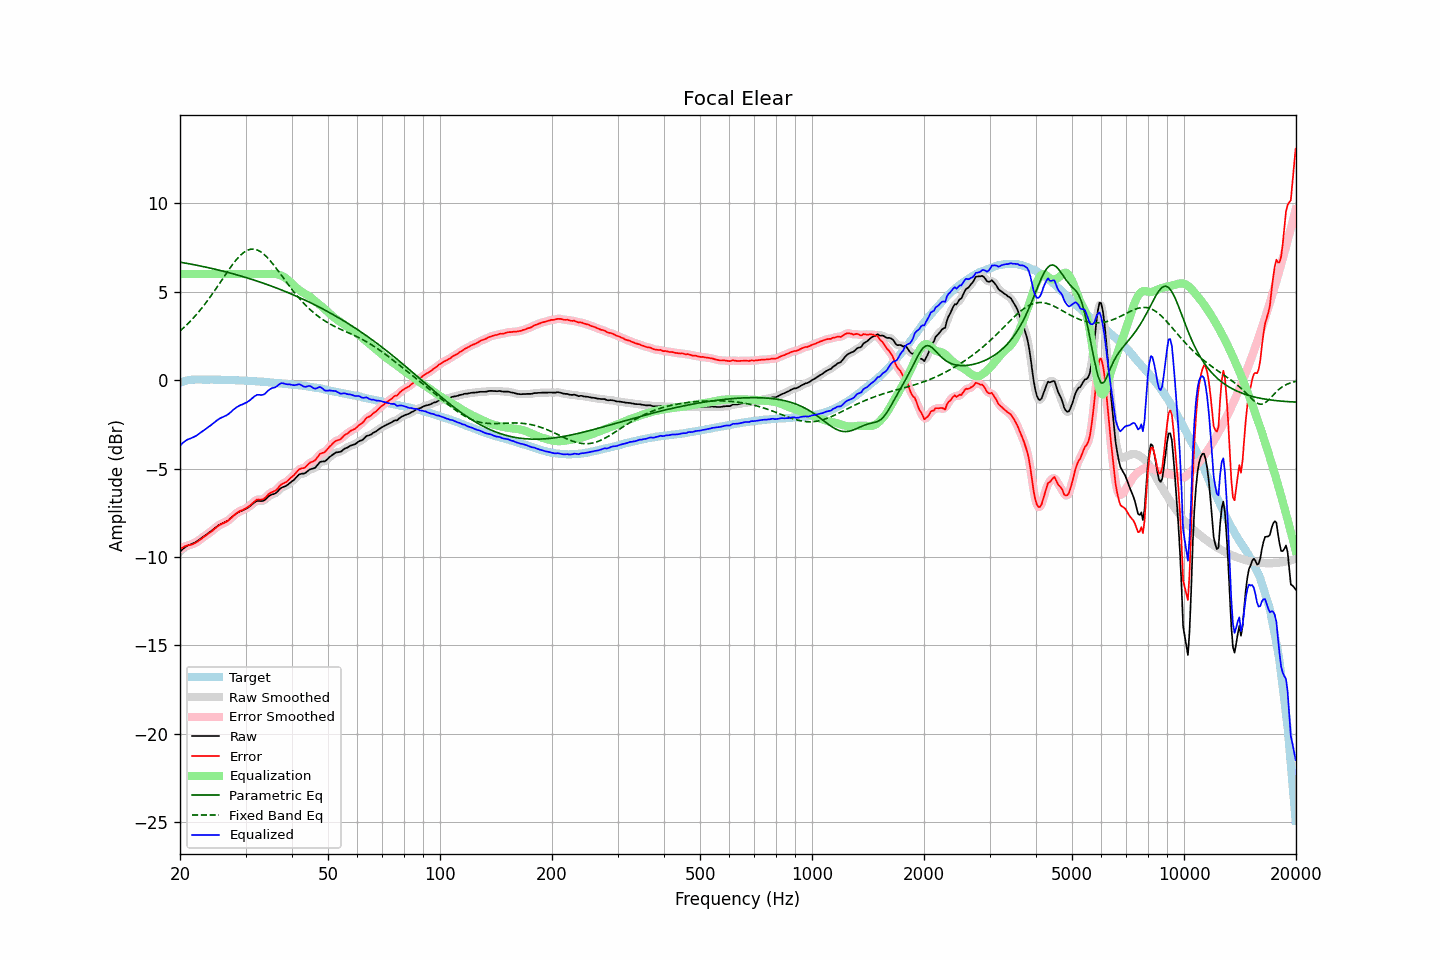 Focal Elear
Amplitude (dBr)
10
5
0
−5
−10
−15
−20
−25
Target
Raw Smoothed
Error Smoothed
Raw
Error
Equalization
Parametric Eq
Fixed Band Eq
Equalized
20 50 100 200 500 1000 2000 5000 10000 20000
Frequency (Hz)